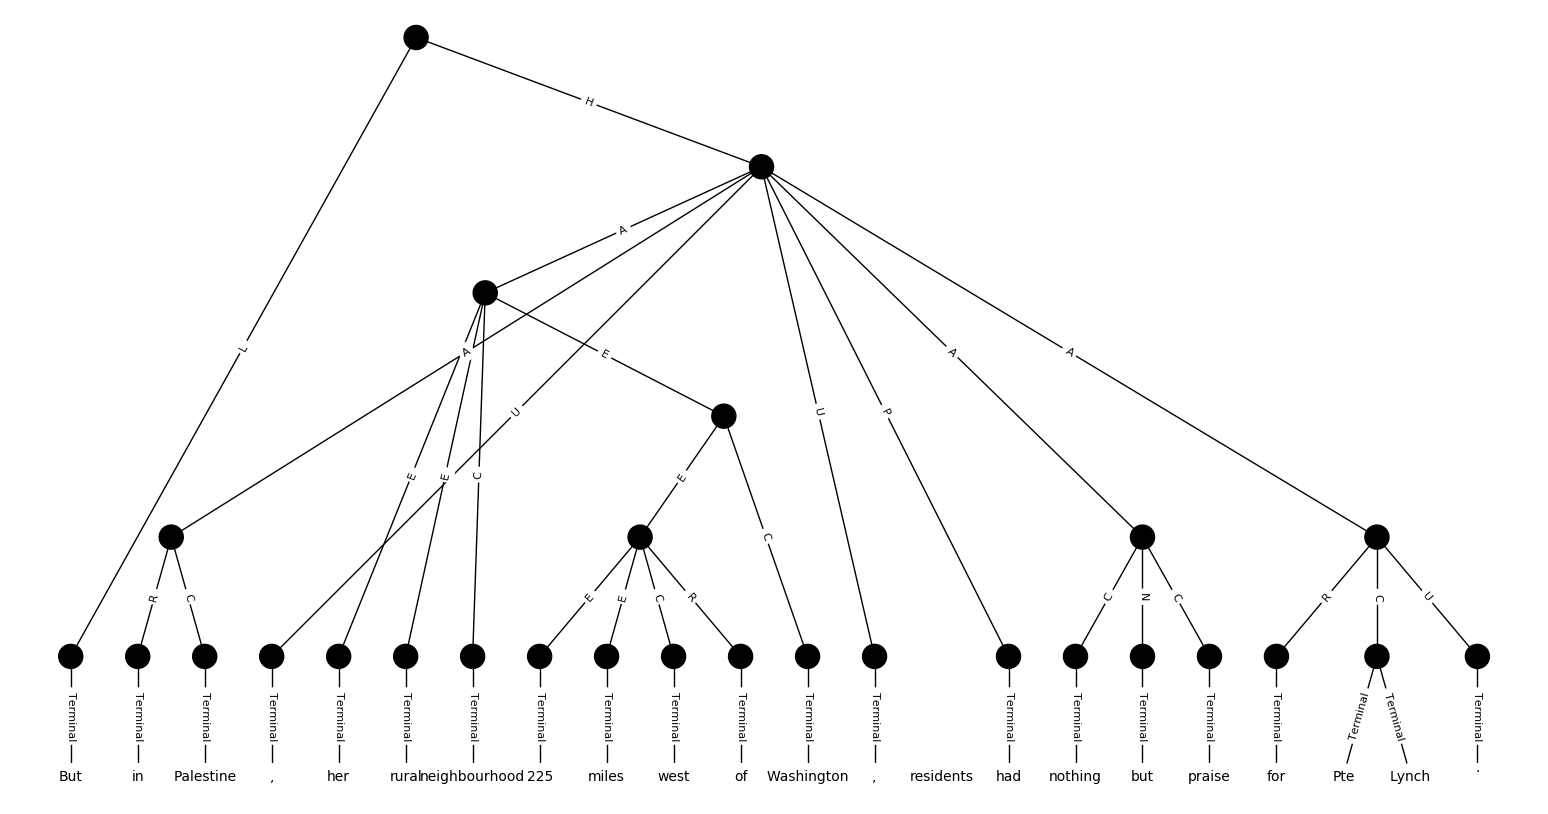 H
A
L
A
E
A
A
U
U
P
E
E
C
E
C
R
C
E
E
C
R
C
N
C
R
C
U
Terminal Terminal Terminal Terminal Terminal Terminal Terminal Terminal Terminal Terminal Terminal Terminal Terminal Terminal Terminal Terminal Terminal Terminal Terminal Terminal Terminal
But in Palestine , her rural neighbourhood 225 miles west of Washington , residents had nothing but praise for Pte Lynch .